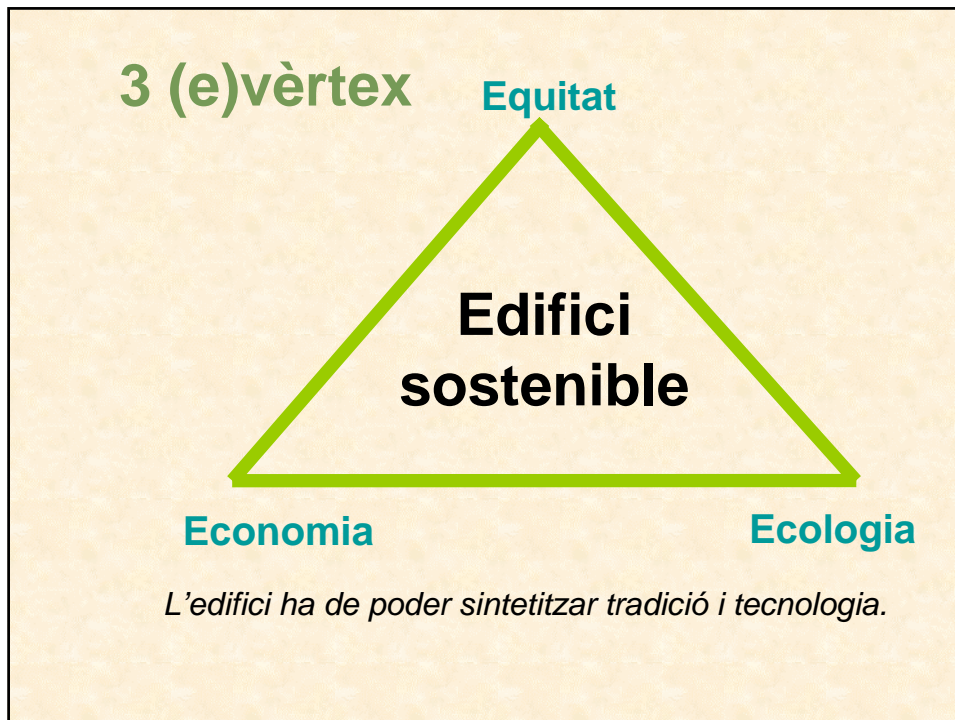 3 (e)vèrtex
Equitat
Edifici
sostenible
Economia
Ecologia
L’edifici ha de poder sintetitzar tradició i tecnologia.